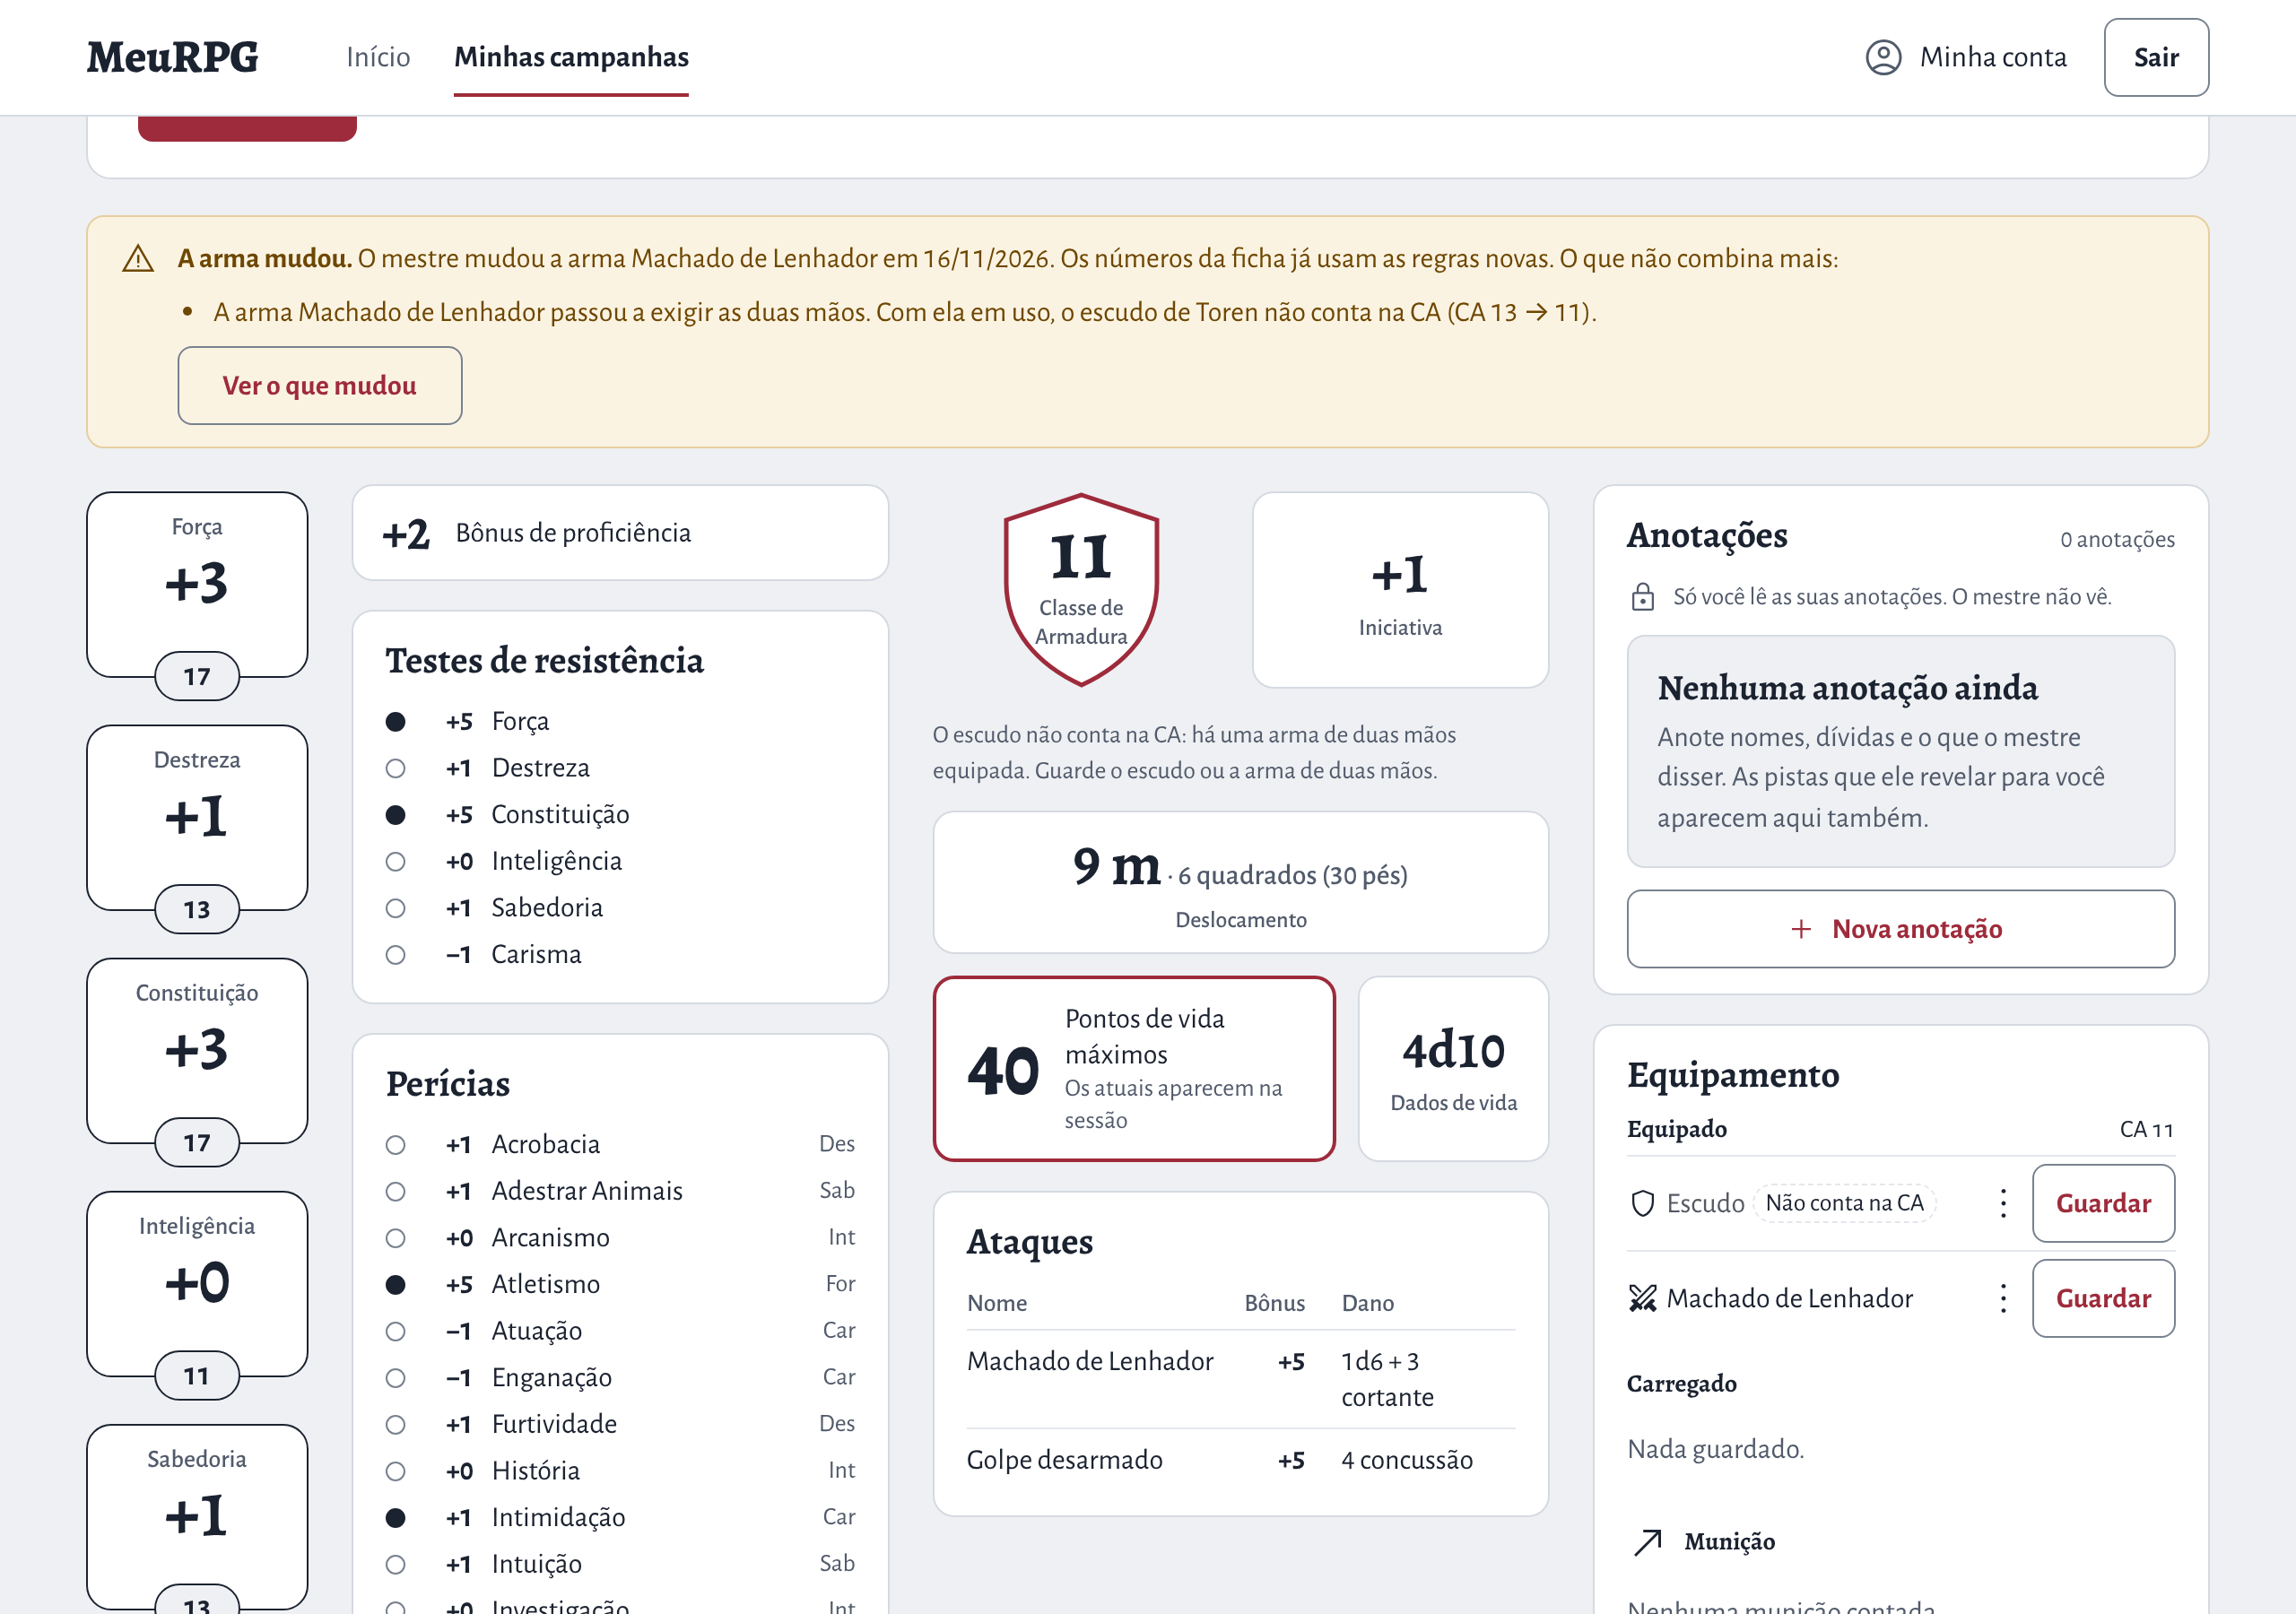 MeuRPG
Início
Minhas campanhas
Minha conta
Sair
A arma mudou. O mestre mudou a arma Machado de Lenhador em 16/11/2026. Os números da ficha já usam as regras novas. O que não combina mais:
• A arma Machado de Lenhador passou a exigir as duas mãos. Com ela em uso, o escudo de Toren não conta na CA (CA 13 → 11).
Ver o que mudou
Força
+3
17
Destreza
+1
13
Constituição
+3
17
Inteligência
+0
11
Sabedoria
+1
13
+2 Bônus de proficiência
Testes de resistência
+5 Força
+1 Destreza
+5 Constituição
+0 Inteligência
+1 Sabedoria
−1 Carisma
Perícias
+1 Acrobacia Des
+1 Adestrar Animais Sab
+0 Arcanismo Int
+5 Atletismo For
−1 Atuação Car
−1 Enganação Car
+1 Furtividade Des
+0 História Int
+1 Intimidação Car
+1 Intuição Sab
+0 Investigação Int
11
Classe de
Armadura
+1
Iniciativa
O escudo não conta na CA: há uma arma de duas mãos
equipada. Guarde o escudo ou a arma de duas mãos.
9 m · 6 quadrados (30 pés)
Deslocamento
40
Pontos de vida
máximos
Os atuais aparecem na
sessão
4d10
Dados de vida
Ataques
Nome Bônus Dano
Machado de Lenhador +5 1d6 + 3
cortante
Golpe desarmado +5 4 concussão
Anotações
0 anotações
Só você lê as suas anotações. O mestre não vê.
Nenhuma anotação ainda
Anote nomes, dívidas e o que o mestre
disser. As pistas que ele revelar para você
aparecem aqui também.
+ Nova anotação
Equipamento
Equipado CA 11
Escudo Não conta na CA Guardar
Machado de Lenhador Guardar
Carregado
Nada guardado.
Munição
Nenhuma munição contada